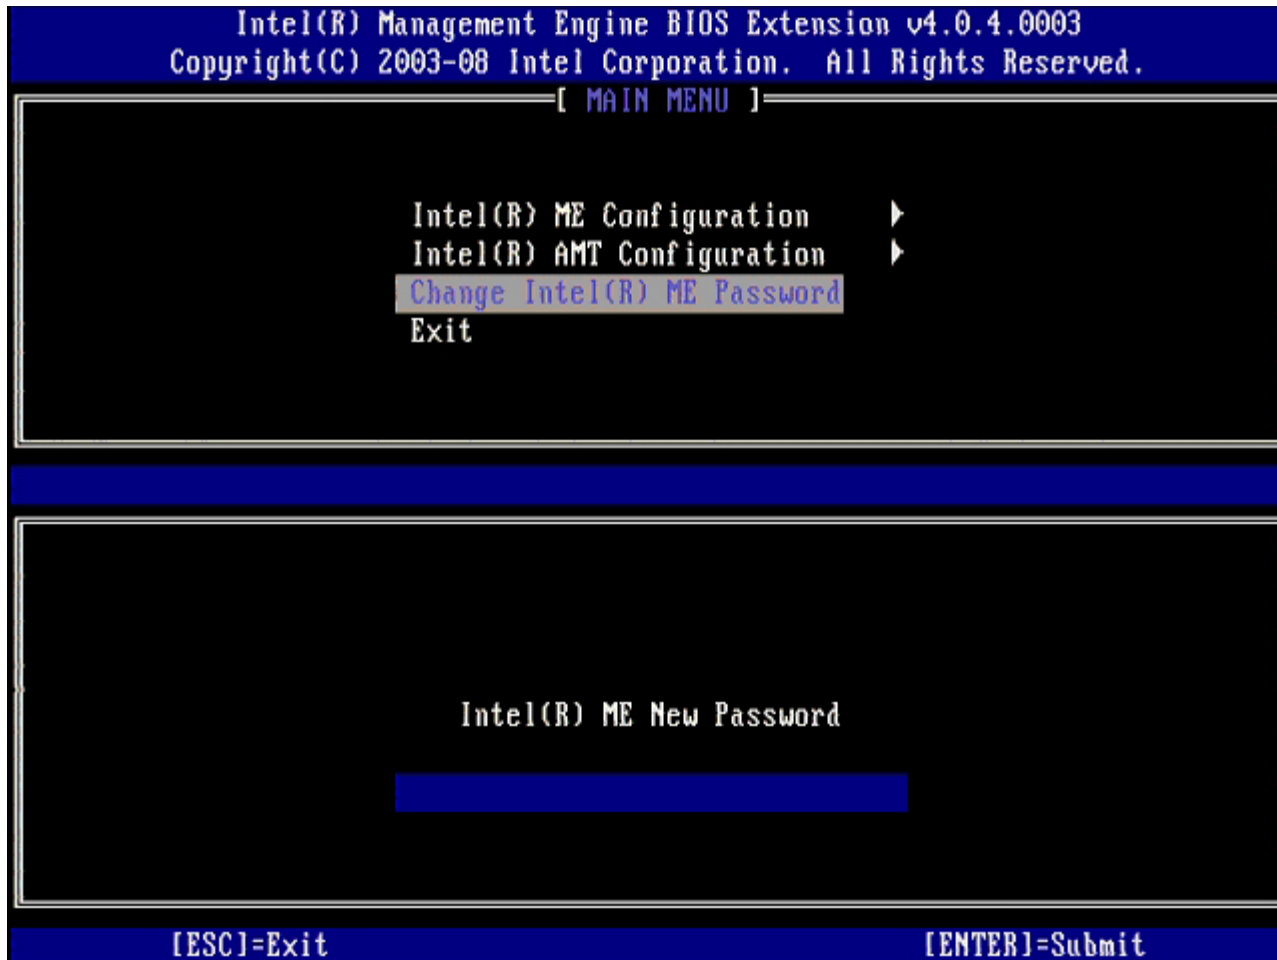 Intel(R) Management Engine BIOS Extension v4.0.4.0003
Copyright(C) 2003-08 Intel Corporation. All Rights Reserved.
[ MAIN MENU ]
Intel(R) ME Configuration
Intel(R) AMT Configuration
Change Intel(R) ME Password
Exit
Intel(R) ME New Password
[ESC]=Exit [ENTER]=Submit